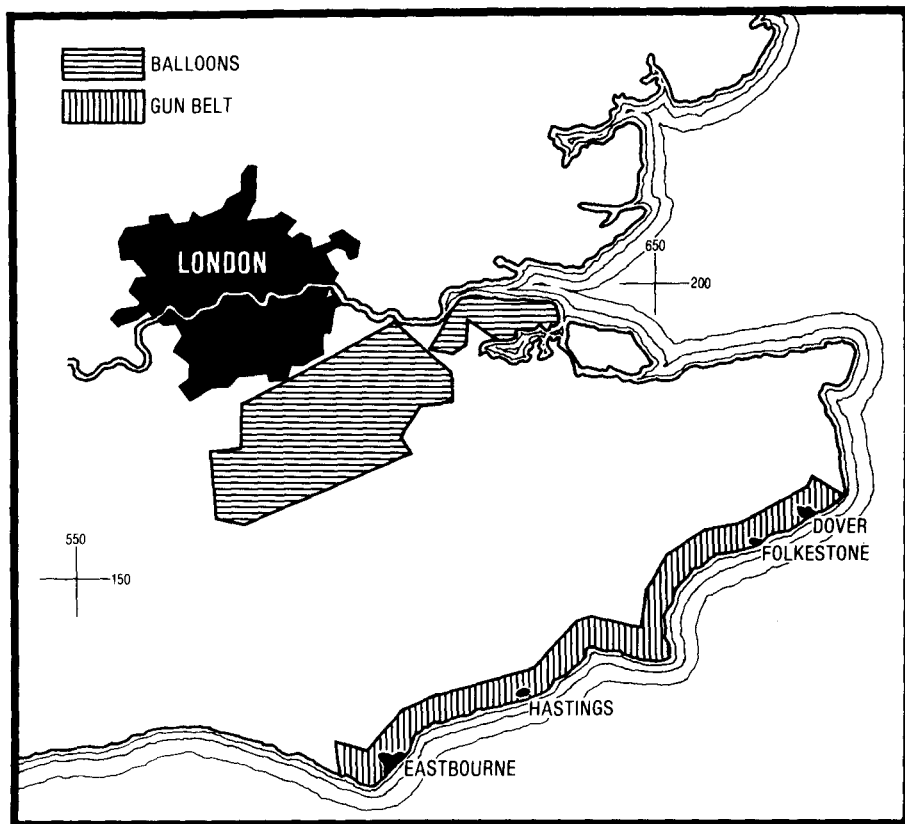 BALLOONS
GUN BELT
LONDON
650
200
DOVER
FOLKESTONE
550
150
HASTINGS
EASTBOURNE